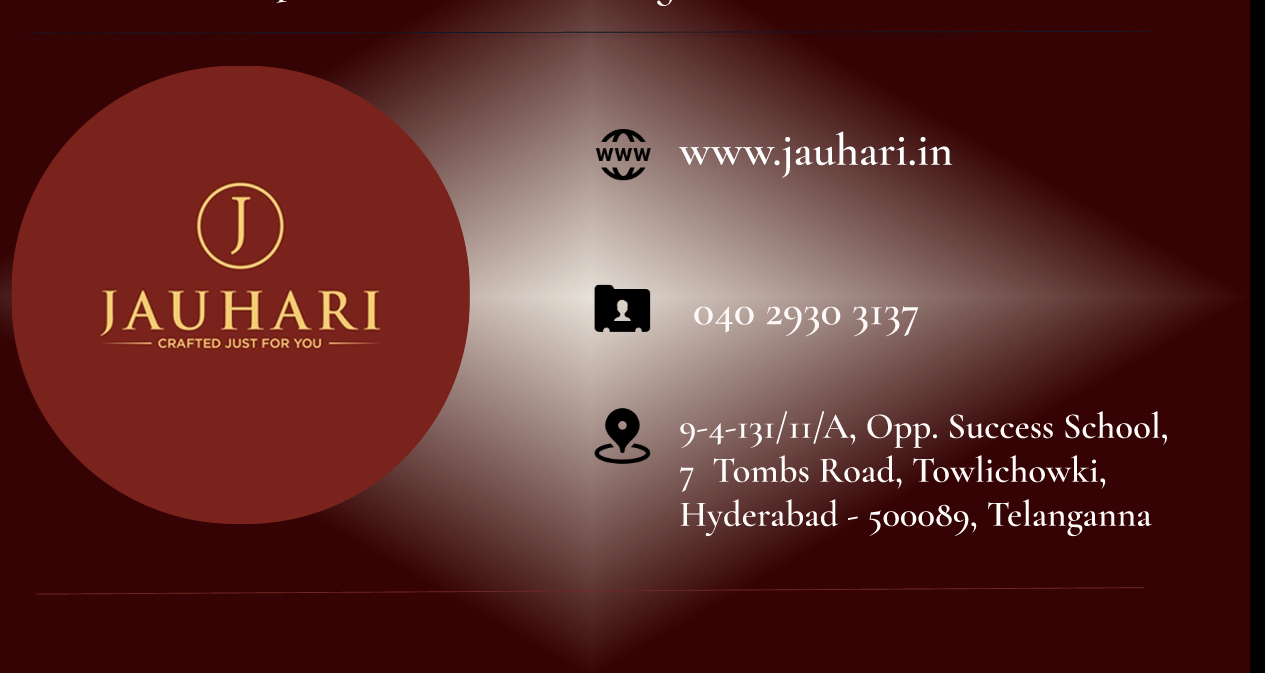 J
JAUHARI
CRAFTED JUST FOR YOU
www
www.jauhari.in
040 2930 3137
9-4-131/11/A, Opp. Success School,
7 Tombs Road, Towlichowki,
Hyderabad - 500089, Telanganna